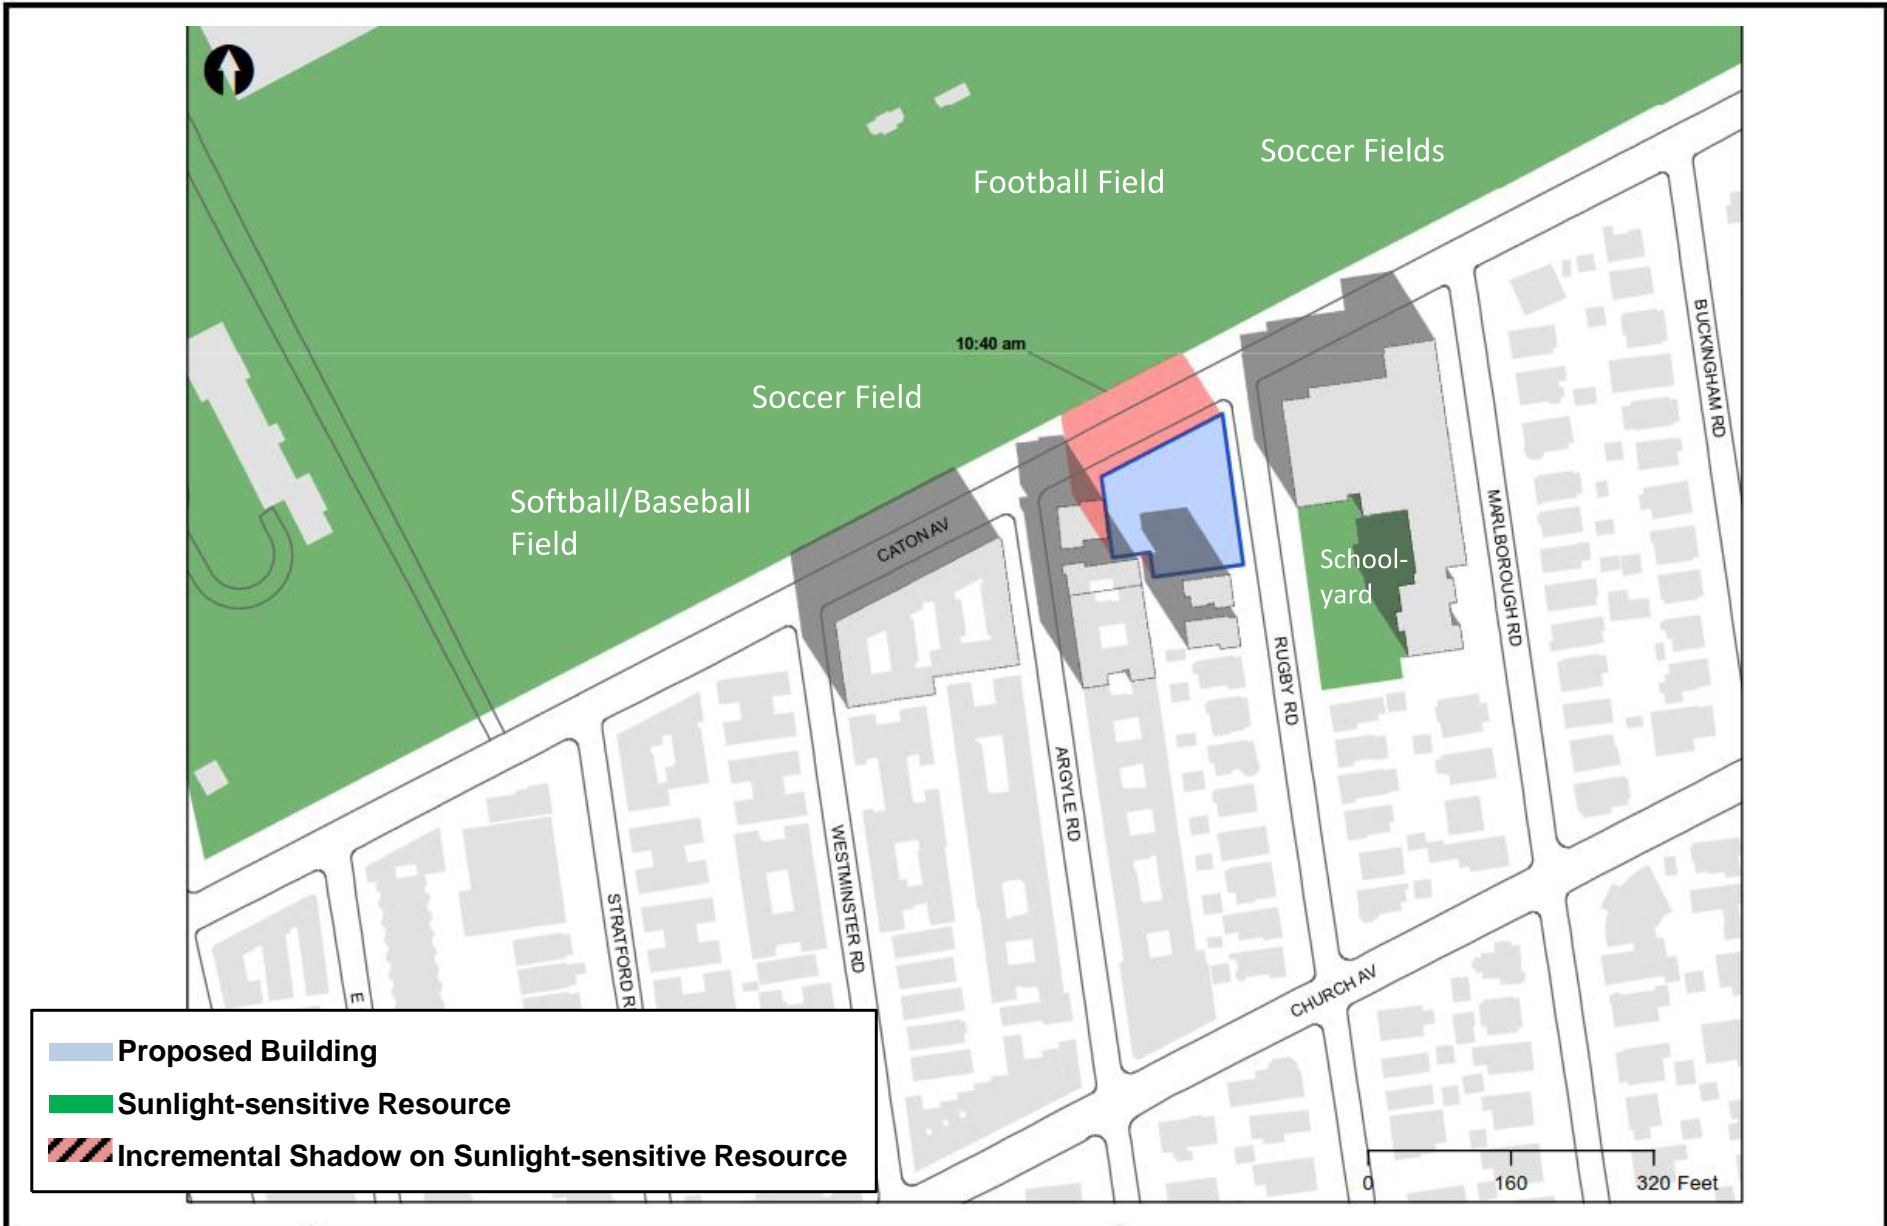 Soccer Fields
Football Field
10:40 am
Soccer Field
Softball/Baseball
Field
CATON AV
School-
yard
BUCKINGHAM RD
MARLBOROUGH RD
RUGBY RD
ARGYLE RD
WESTMINSTER RD
STRATFORD R
E
CHURCH AV
Proposed Building
Sunlight-sensitive Resource
Incremental Shadow on Sunlight-sensitive Resource
0 160 320 Feet